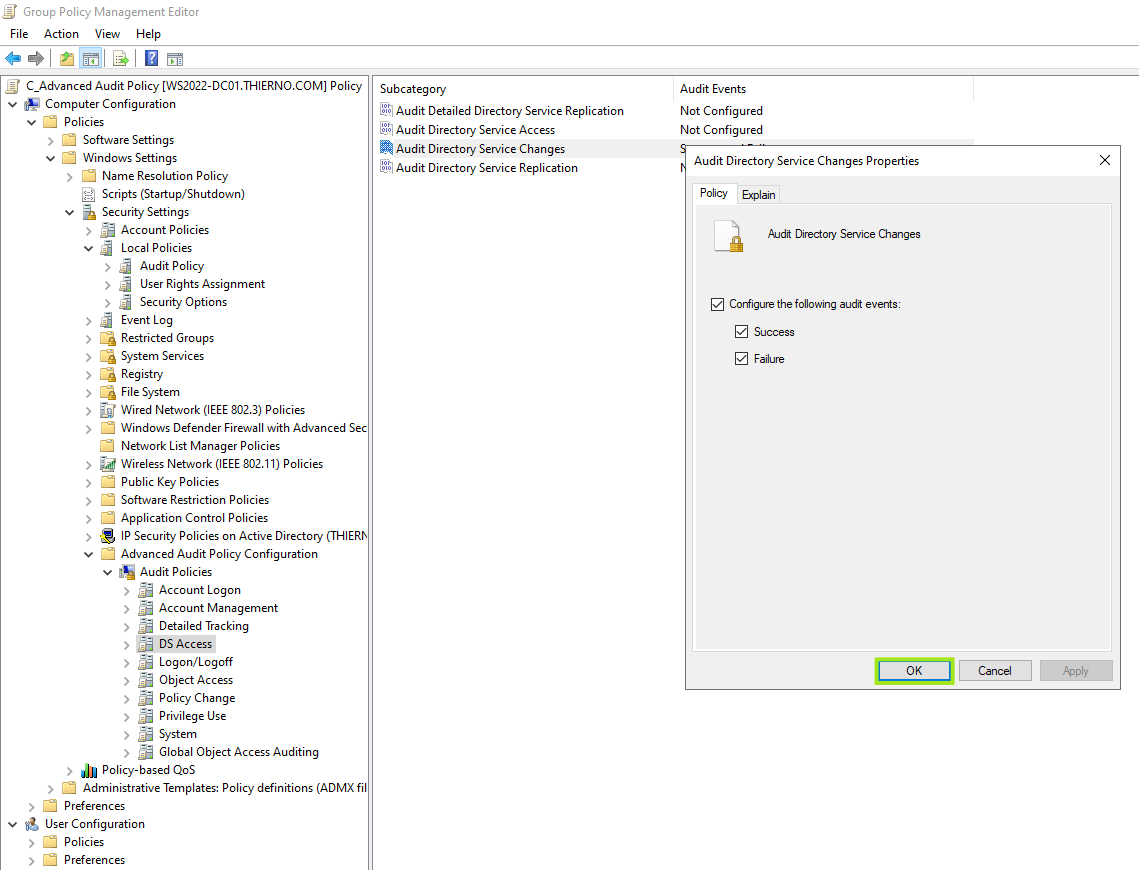 Group Policy Management Editor
File Action View Help
C_Advanced Audit Policy [WS2022-DC01.THIERNO.COM] Policy
Computer Configuration
Policies
Software Settings
Windows Settings
Name Resolution Policy
Scripts (Startup/Shutdown)
Security Settings
Account Policies
Local Policies
Audit Policy
User Rights Assignment
Security Options
Event Log
Restricted Groups
System Services
Registry
File System
Wired Network (IEEE 802.3) Policies
Windows Defender Firewall with Advanced Sec
Network List Manager Policies
Wireless Network (IEEE 802.11) Policies
Public Key Policies
Software Restriction Policies
Application Control Policies
IP Security Policies on Active Directory (THIERN
Advanced Audit Policy Configuration
Audit Policies
Account Logon
Account Management
Detailed Tracking
DS Access
Logon/Logoff
Object Access
Policy Change
Privilege Use
System
Global Object Access Auditing
Policy-based QoS
Administrative Templates: Policy definitions (ADMX fil
Preferences
User Configuration
Policies
Preferences
Subcategory Audit Events
Audit Detailed Directory Service Replication Not Configured
Audit Directory Service Access Not Configured
Audit Directory Service Changes
Audit Directory Service Replication
Audit Directory Service Changes Properties
Policy Explain
Audit Directory Service Changes
Configure the following audit events:
Success
Failure
OK Cancel Apply